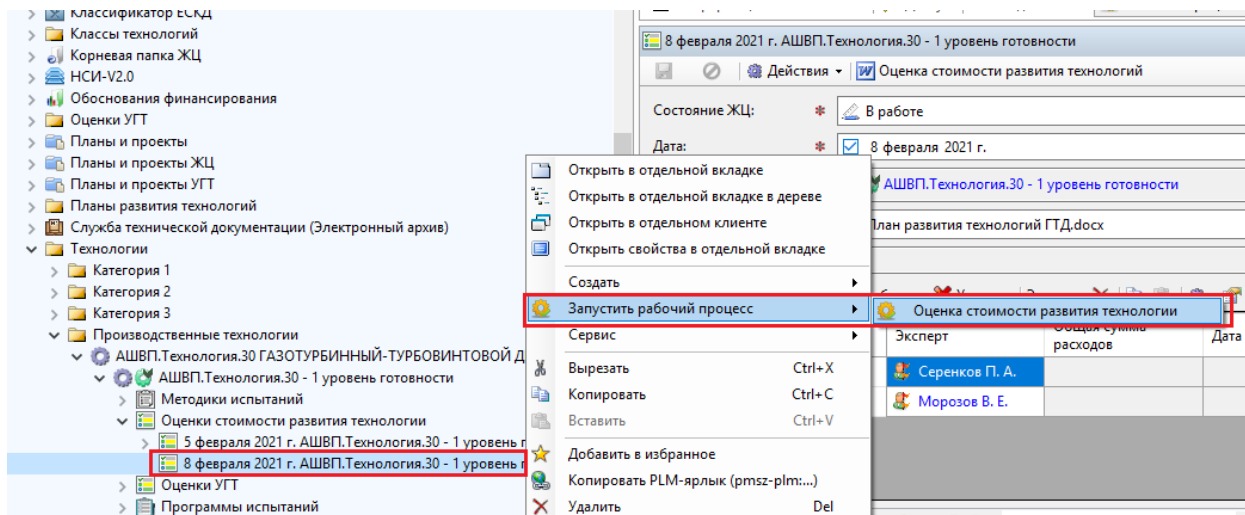 Классификатор ЕСКД
Классы технологий
Корневая папка ЖЦ
НСИ-V2.0
Обоснования финансирования
Оценки УГТ
Планы и проекты
Планы и проекты ЖЦ
Планы и проекты УГТ
Планы развития технологий
Служба технической документации (Электронный архив)
Технологии
Категория 1
Категория 2
Категория 3
Производственные технологии
АШВП.Технология.30 ГАЗОТУРБИННЫЙ-ТУРБОВИНТОВОЙ Д
АШВП.Технология.30 - 1 уровень готовности
Методики испытаний
Оценки стоимости развития технологии
5 февраля 2021 г. АШВП.Технология.30 - 1 уровень г
8 февраля 2021 г. АШВП.Технология.30 - 1 уровень г
Оценки УГТ
Программы испытаний
Открыть в отдельной вкладке
Открыть в отдельной вкладке в дереве
Открыть в отдельном клиенте
Открыть свойства в отдельной вкладке
Создать
Запустить рабочий процесс
Сервис
Вырезать Ctrl+X
Копировать Ctrl+C
Вставить Ctrl+V
Добавить в избранное
Копировать PLM-ярлык (pmsz-plm:...)
Удалить Del
Оценка стоимости развития технологии
8 февраля 2021 г. АШВП.Технология.30 - 1 уровень готовности
Действия Оценка стоимости развития технологий
Состояние ЖЦ: * В работе
Дата: * 8 февраля 2021 г.
АШВП.Технология.30 - 1 уровень готовности
План развития технологий ГТД.docx
Эксперт Общая сумма расходов Дата
Серенков П. А.
Морозов В. Е.